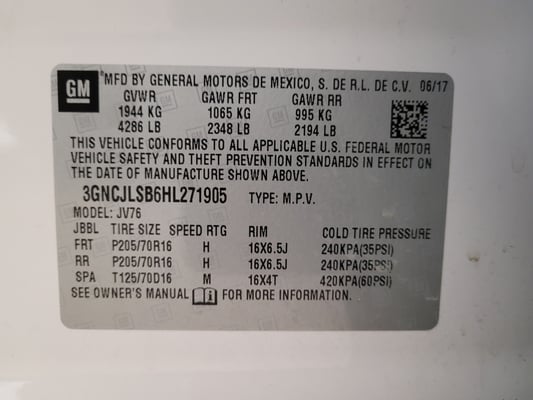 GM
MFD BY GENERAL MOTORS DE MEXICO, S. DE R.L. DE C.V. 06/17
GVWR GAWR FRT GAWR RR
1944 KG 1065 KG 995 KG
4286 LB 2348 LB 2194 LB
THIS VEHICLE CONFORMS TO ALL APPLICABLE U.S. FEDERAL MOTOR
VEHICLE SAFETY AND THEFT PREVENTION STANDARDS IN EFFECT ON
THE DATE OF MANUFACTURE SHOWN ABOVE.
3GNCJLSB6HL271905 TYPE: M.P.V.
MODEL: JV76
JBBL TIRE SIZE SPEED RTG RIM COLD TIRE PRESSURE
FRT P205/70R16 H 16X6.5J 240KPA(35PSI)
RR P205/70R16 H 16X6.5J 240KPA(35PSI)
SPA T125/70D16 M 16X4T 420KPA(60PSI)
SEE OWNER'S MANUAL FOR MORE INFORMATION.